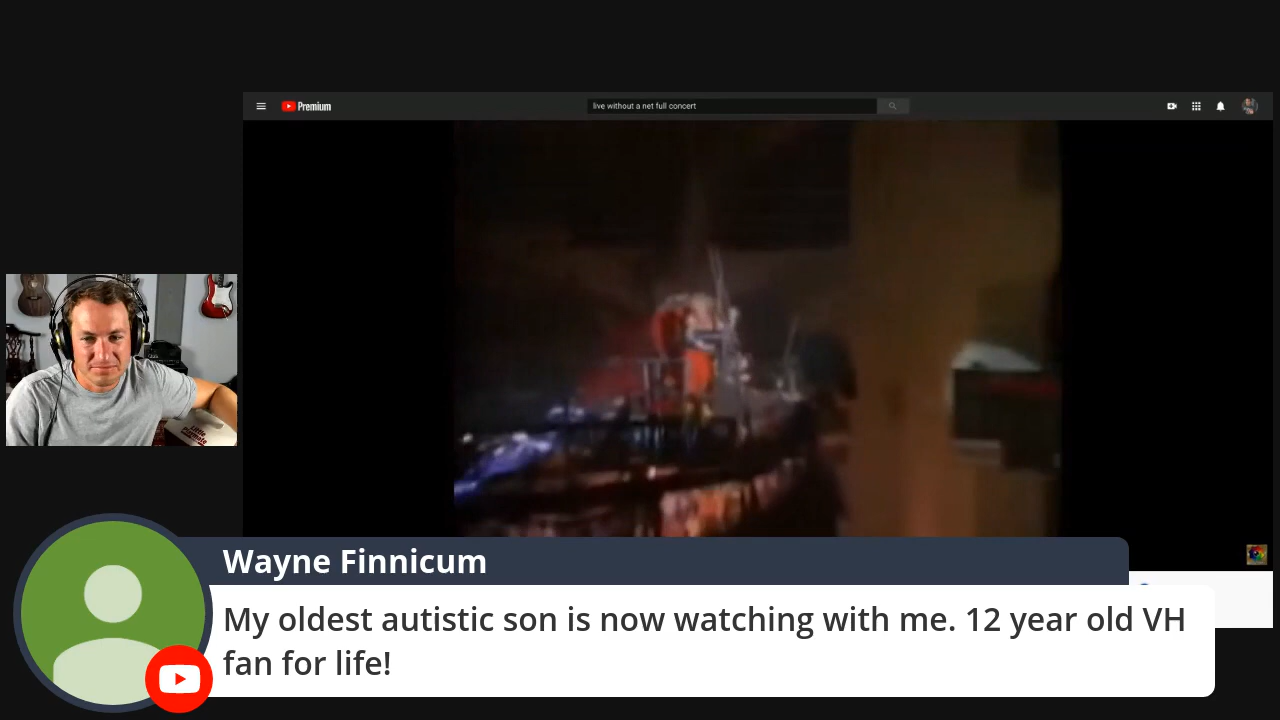 Premium
live without a net full concert
Wayne Finnicum
My oldest autistic son is now watching with me. 12 year old VH
fan for life!